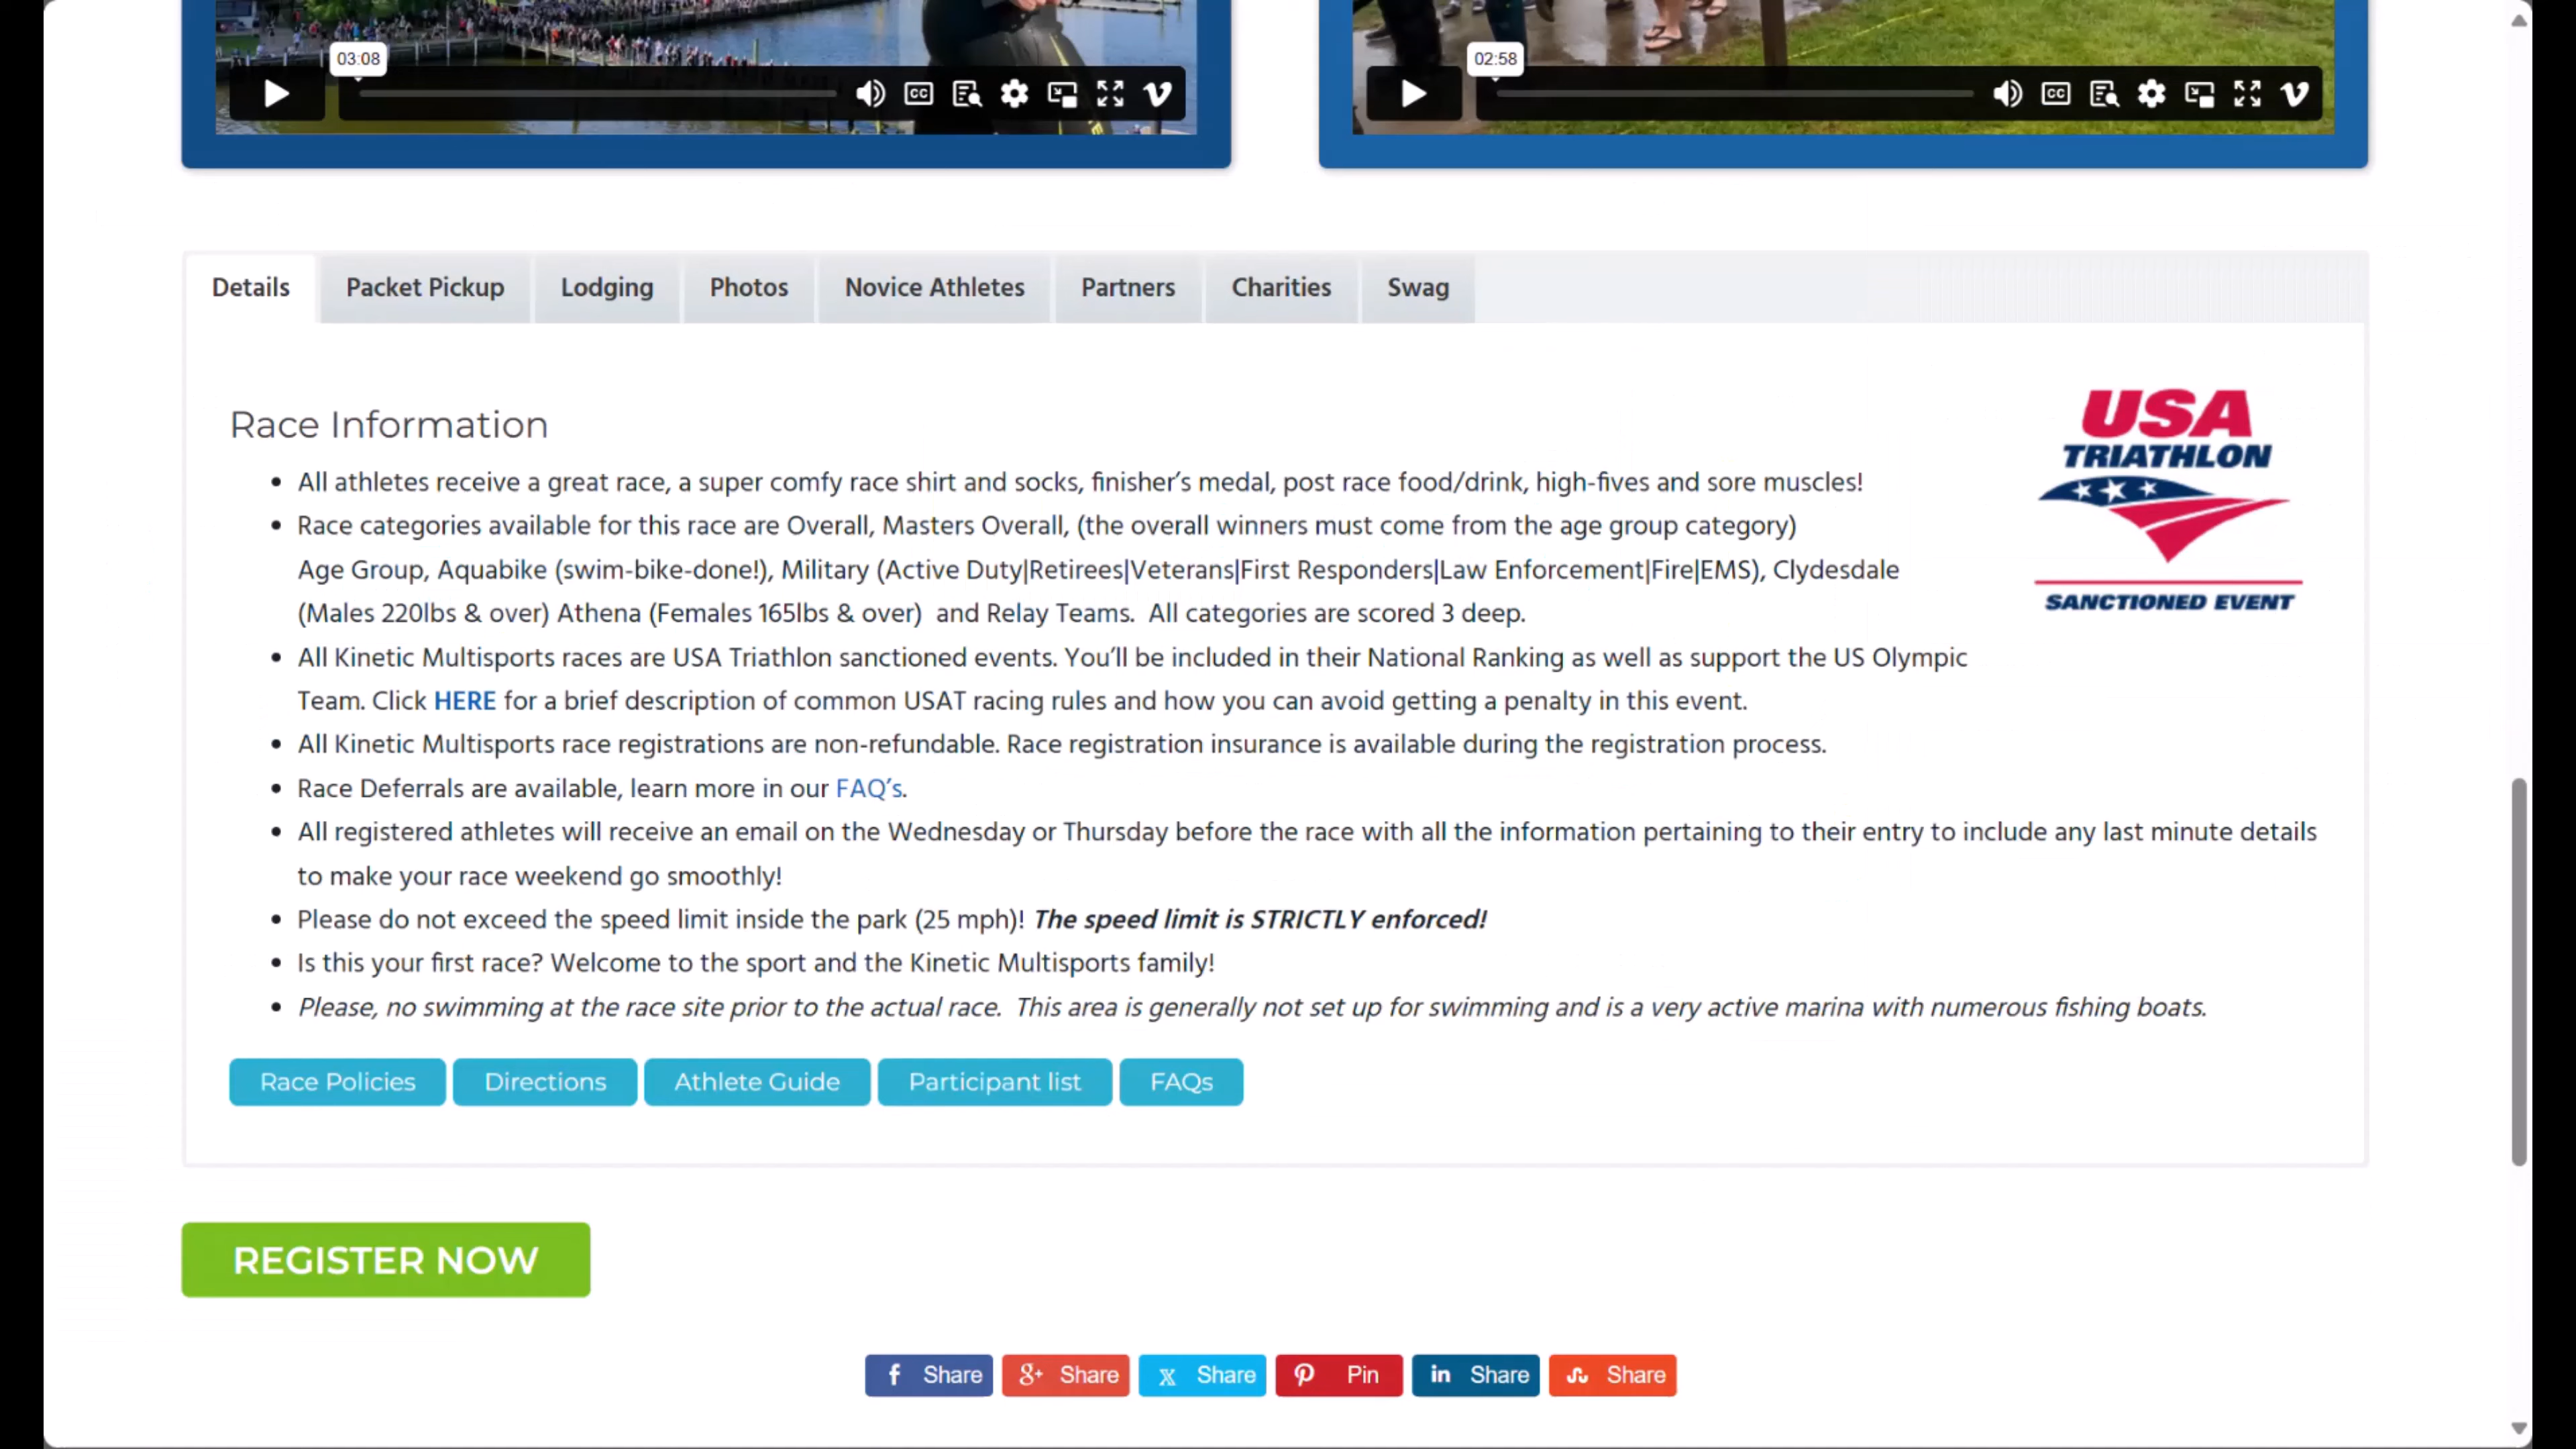 03:08
02:58
CC
CC
Details
Packet Pickup
Lodging
Photos
Novice Athletes
Partners
Charities
Swag
USA
TRIATHLON
SANCTIONED EVENT
Race Information
All athletes receive a great race, a super comfy race shirt and socks, finisher's medal, post race food/drink, high-fives and sore muscles!
Race categories available for this race are Overall, Masters Overall, (the overall winners must come from the age group category)
Age Group, Aquabike (swim-bike-done!), Military (Active Duty|Retirees|Veterans|First Responders|Law Enforcement|Fire|EMS), Clydesdale
(Males 220lbs & over) Athena (Females 165lbs & over)  and Relay Teams.  All categories are scored 3 deep.
All Kinetic Multisports races are USA Triathlon sanctioned events. You'll be included in their National Ranking as well as support the US Olympic
Team. Click HERE for a brief description of common USAT racing rules and how you can avoid getting a penalty in this event.
All Kinetic Multisports race registrations are non-refundable. Race registration insurance is available during the registration process.
Race Deferrals are available, learn more in our FAQ's.
All registered athletes will receive an email on the Wednesday or Thursday before the race with all the information pertaining to their entry to include any last minute details
to make your race weekend go smoothly!
Please do not exceed the speed limit inside the park (25 mph)! The speed limit is STRICTLY enforced!
Is this your first race? Welcome to the sport and the Kinetic Multisports family!
Please, no swimming at the race site prior to the actual race.  This area is generally not set up for swimming and is a very active marina with numerous fishing boats.
Race Policies
Directions
Athlete Guide
Participant list
FAQs
REGISTER NOW
Share
Share
Share
Pin
Share
Share